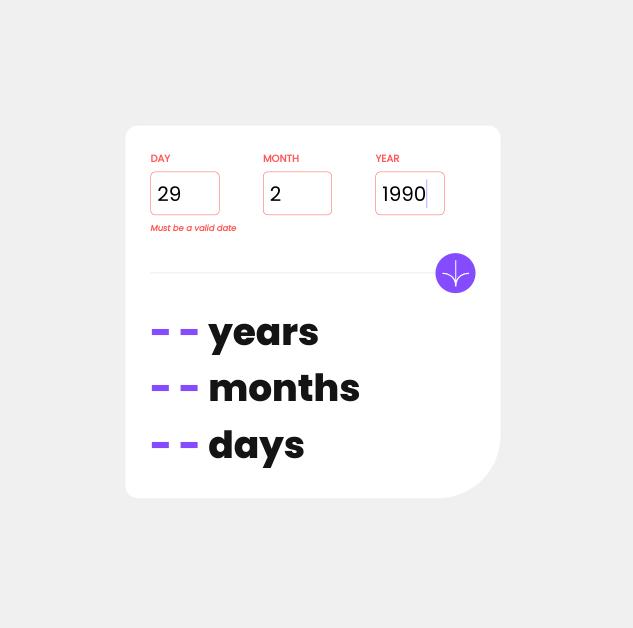 DAY MONTH YEAR
29 2 1990
Must be a valid date
-- years
-- months
-- days